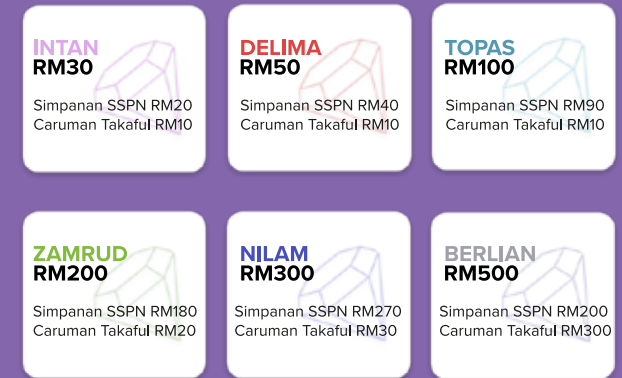 INTAN
RM30
Simpanan SSPN RM20
Caruman Takaful RM10
DELIMA
RM50
Simpanan SSPN RM40
Caruman Takaful RM10
TOPAS
RM100
Simpanan SSPN RM90
Caruman Takaful RM10
ZAMRUD
RM200
Simpanan SSPN RM180
Caruman Takaful RM20
NILAM
RM300
Simpanan SSPN RM270
Caruman Takaful RM30
BERLIAN
RM500
Simpanan SSPN RM200
Caruman Takaful RM300